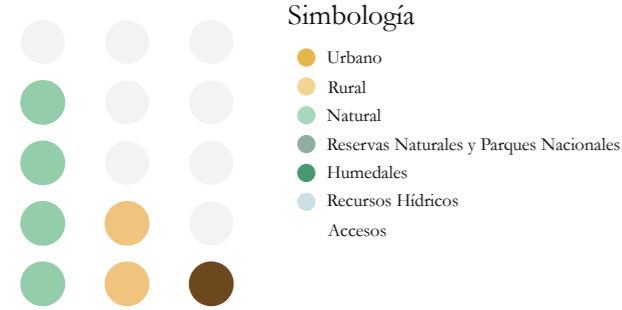 Simbología
Urbano
Rural
Natural
Reservas Naturales y Parques Nacionales
Humedales
Recursos Hídricos
Accesos